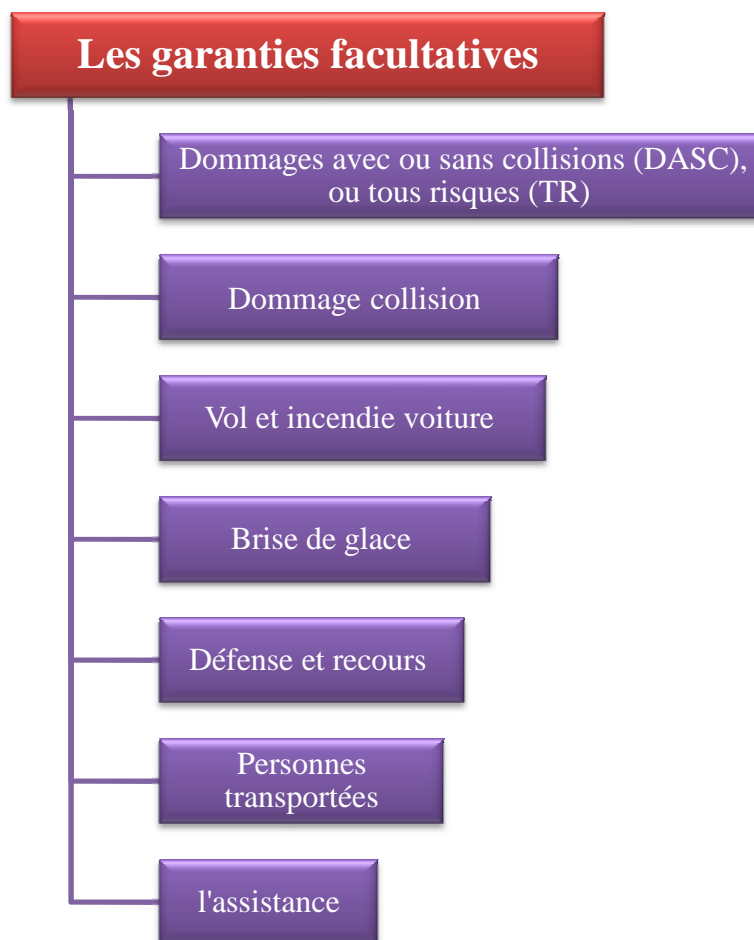 Les garanties facultatives
Dommages avec ou sans collisions (DASC),
ou tous risques (TR)
Dommage collision
Vol et incendie voiture
Brise de glace
Défense et recours
Personnes
transportées
l'assistance